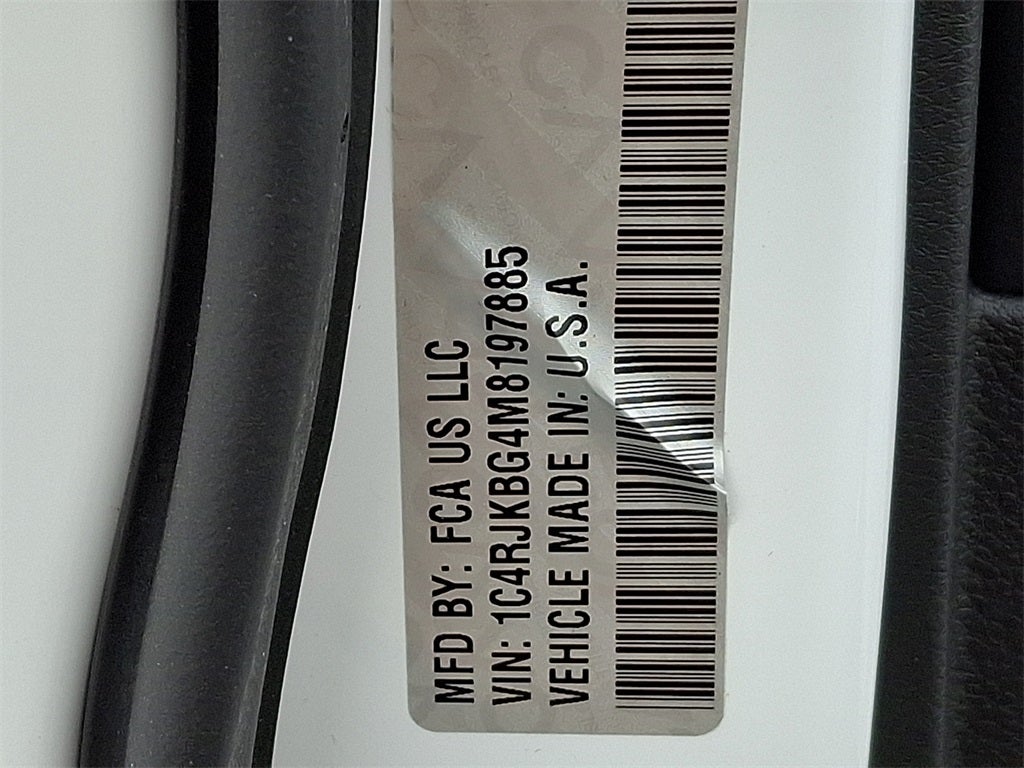 MFD BY: FCA US LLC
VIN: 1C4RJKBG4M8197885
VEHICLE MADE IN: U.S.A.